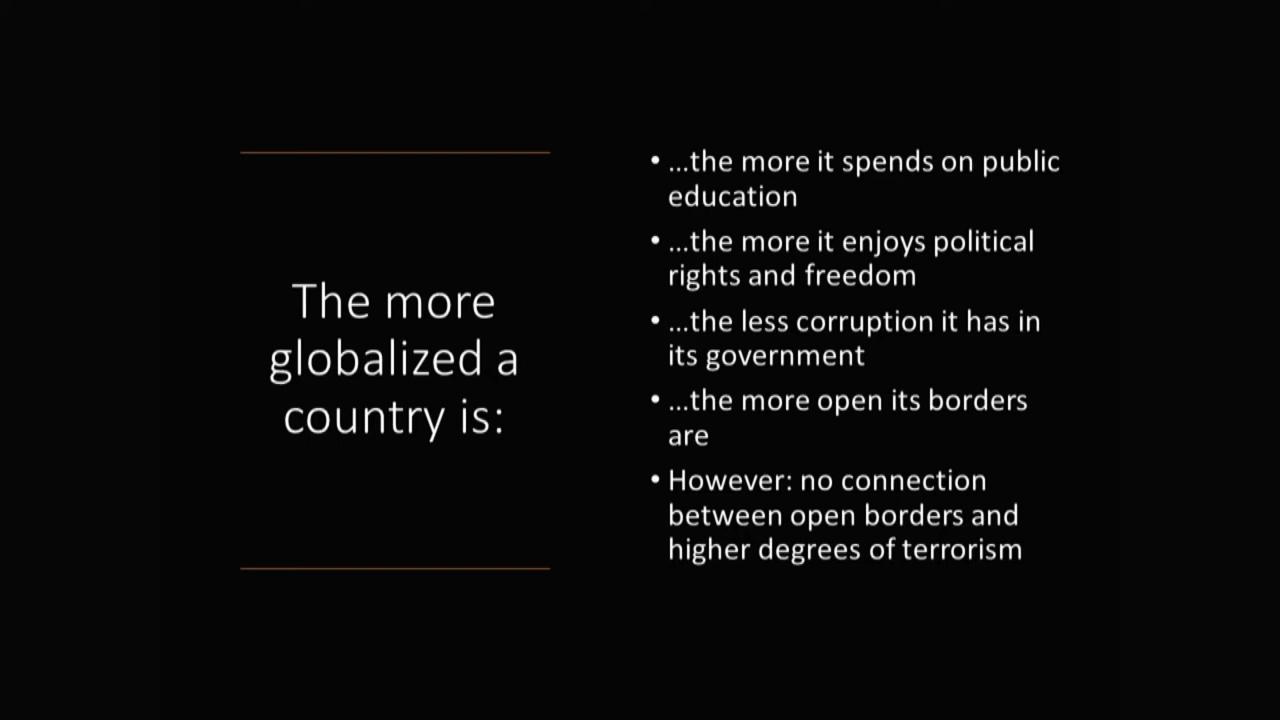 The more
globalized a
country is:
• ...the more it spends on public
education
• ...the more it enjoys political
rights and freedom
• ...the less corruption it has in
its government
• ...the more open its borders
are
• However: no connection
between open borders and
higher degrees of terrorism